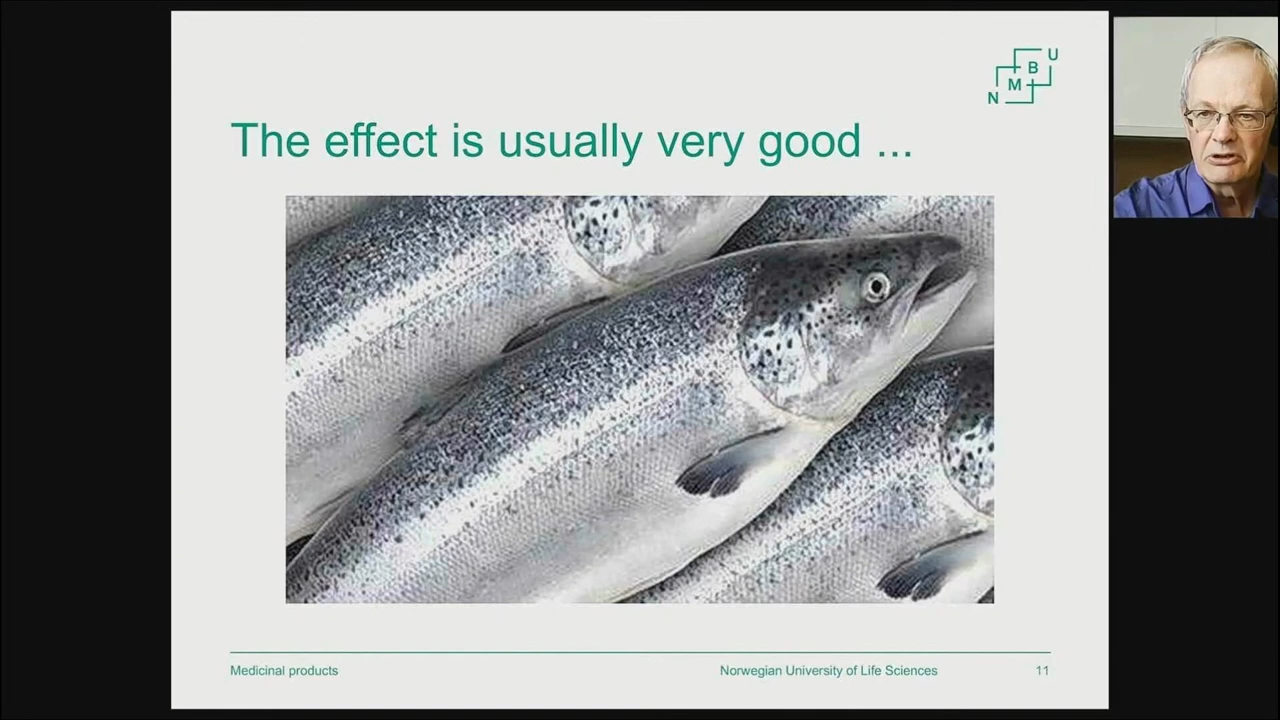 N M B U
The effect is usually very good ...
Medicinal products
Norwegian University of Life Sciences
11